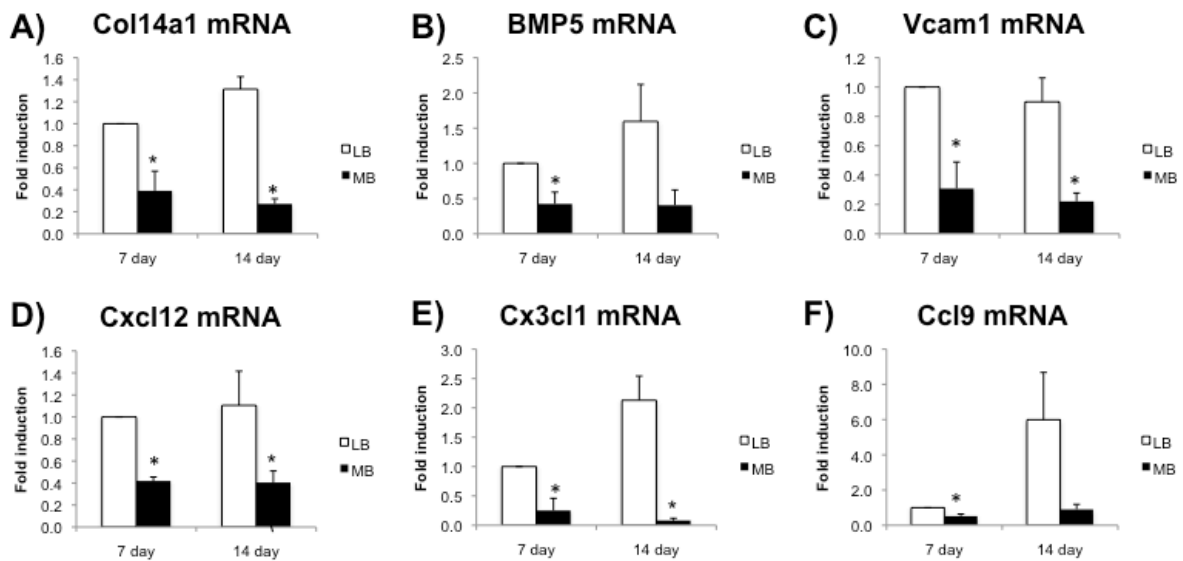 A) Col14a1 mRNA
Fold induction
1.6
1.4
1.2
1.0
0.8
0.6
0.4
0.2
0.0
*
*
7 day 14 day
LB
MB
B) BMP5 mRNA
Fold induction
2.5
2.0
1.5
1.0
0.5
0.0
*
7 day 14 day
LB
MB
C) Vcam1 mRNA
Fold induction
1.2
1.0
0.8
0.6
0.4
0.2
0.0
*
*
7 day 14 day
LB
MB
D) Cxcl12 mRNA
Fold induction
1.6
1.4
1.2
1.0
0.8
0.6
0.4
0.2
0.0
*
*
7 day 14 day
LB
MB
E) Cx3cl1 mRNA
Fold induction
3.0
2.5
2.0
1.5
1.0
0.5
0.0
*
*
7 day 14 day
LB
MB
F) Ccl9 mRNA
Fold induction
10.0
8.0
6.0
4.0
2.0
0.0
*
7 day 14 day
LB
MB